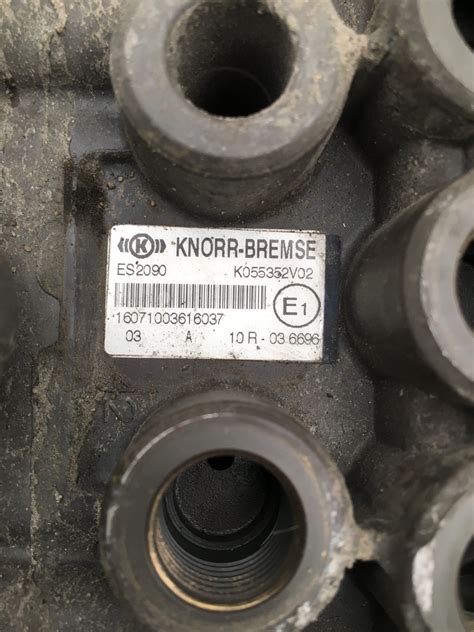 K KNORR-BREMSE
ES2090 K055352V02
E1
16071003616037
03 A 10 R - 03 6696